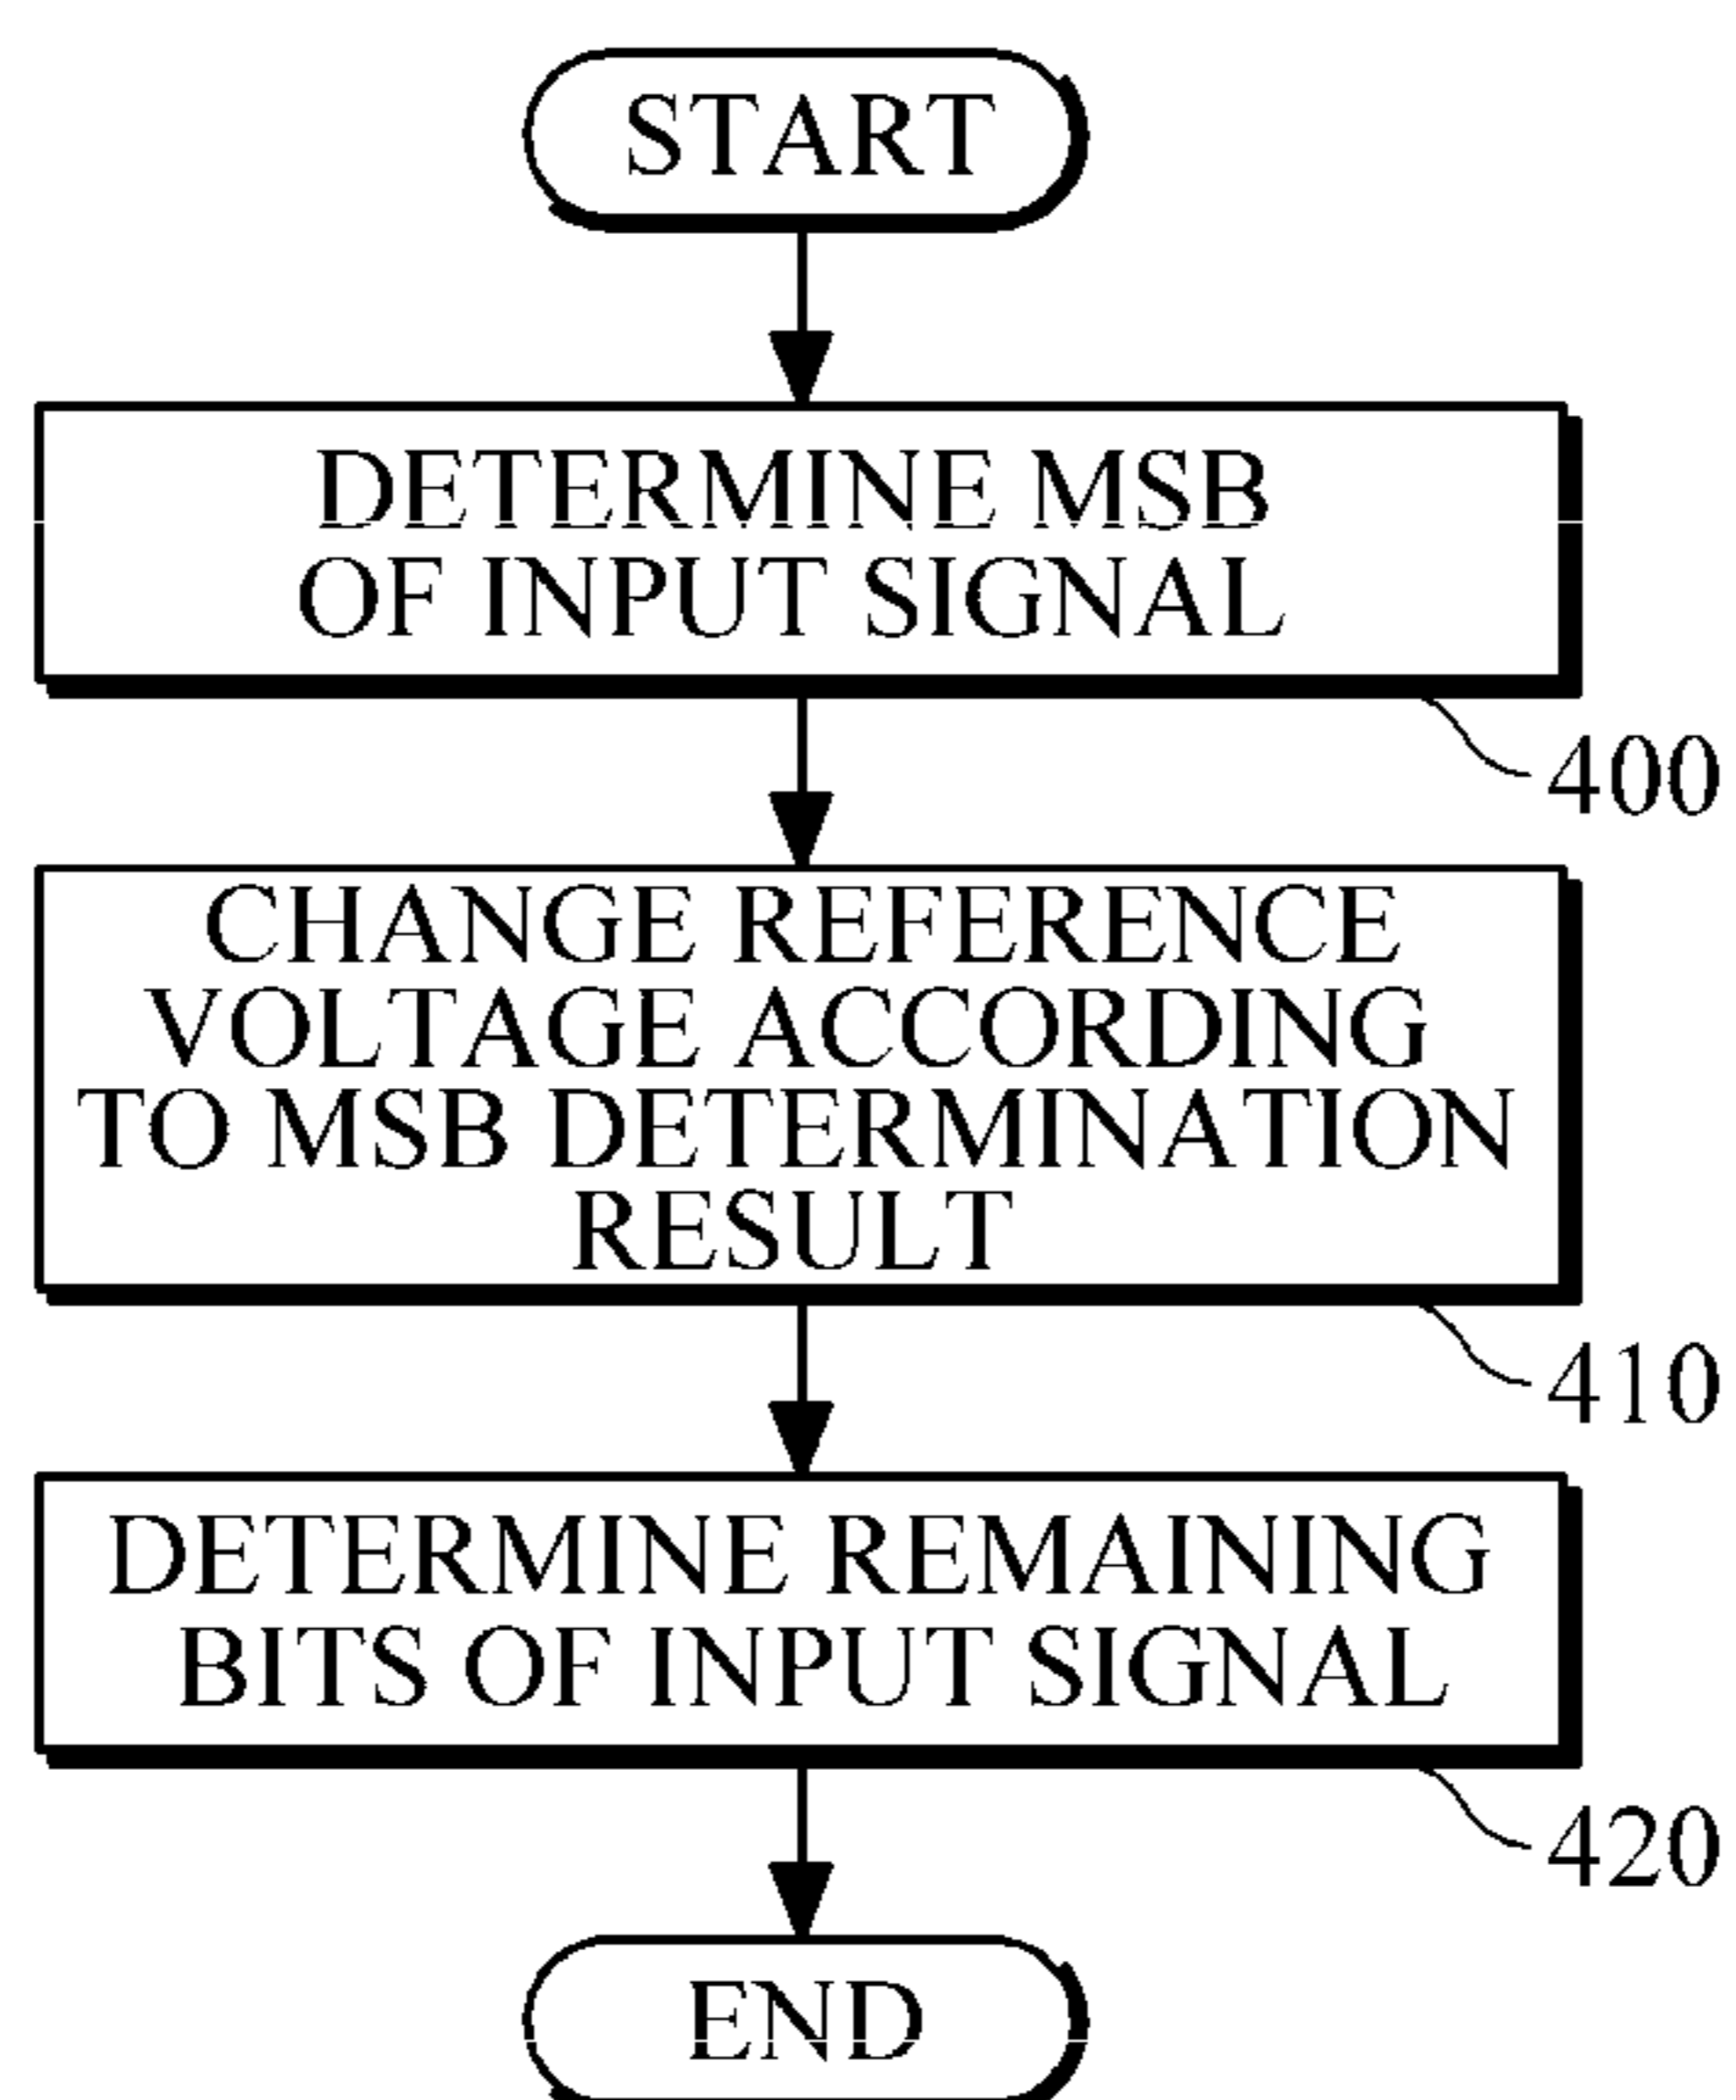 START
DETERMINE MSB
OF INPUT SIGNAL
400
CHANGE REFERENCE
VOLTAGE ACCORDING
TO MSB DETERMINATION
RESULT
410
DETERMINE REMAINING
BITS OF INPUT SIGNAL
420
END